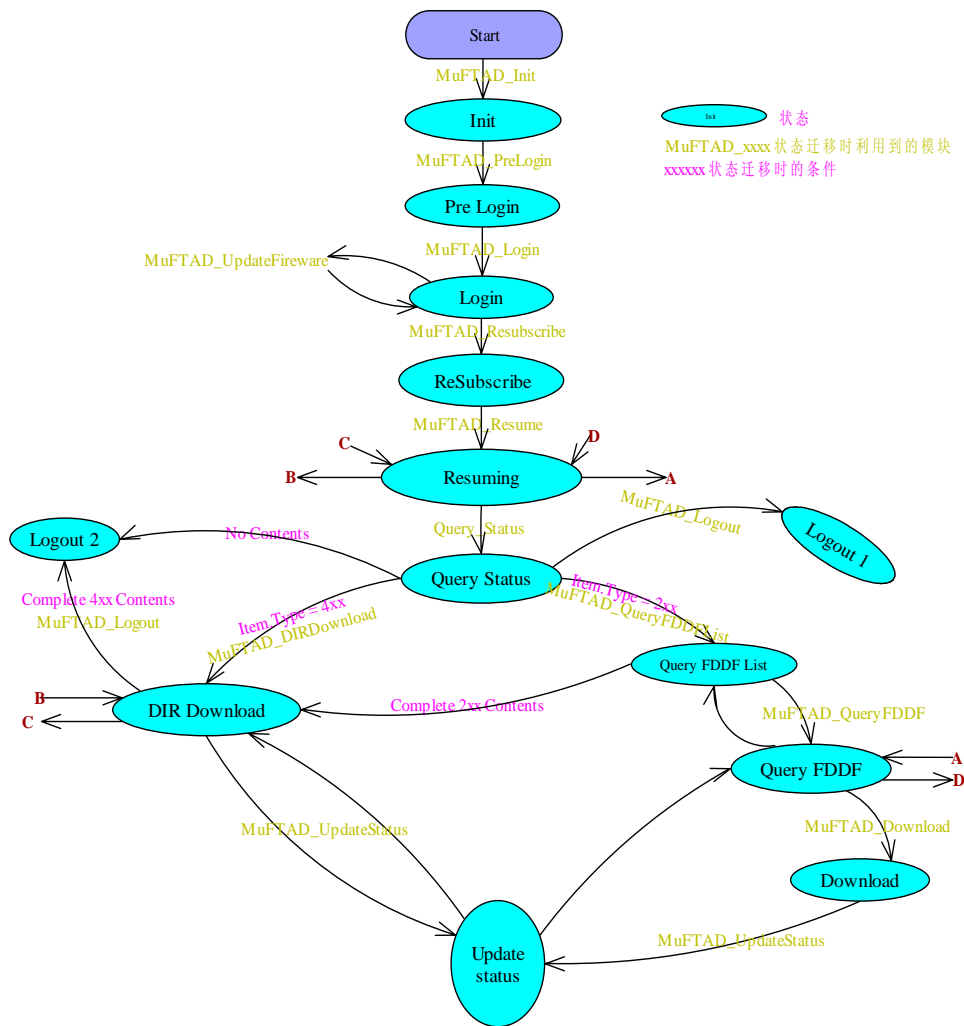 Start
MuFTAD_Init
Init
Init
状态
MuFTAD_xxxx 状态迁移时利用到的模块
xxxxxx 状态迁移时的条件
MuFTAD_PreLogin
Pre Login
MuFTAD_Login
MuFTAD_UpdateFireware
Login
MuFTAD_Resubscribe
ReSubscribe
MuFTAD_Resume
C
D
B
Resuming
A
Query_Status
MuFTAD_Logout
No Contents
Logout 2
Logout 1
Query Status
Item.Type = 4xx
MuFTAD_DIRDownload
Item.Type = 2xx
MuFTAD_QueryFDDFList
Complete 4xx Contents
MuFTAD_Logout
Query FDDF List
B
C
DIR Download
Complete 2xx Contents
MuFTAD_QueryFDDF
Query FDDF
A
D
MuFTAD_UpdateStatus
MuFTAD_Download
Download
MuFTAD_UpdateStatus
Update
status